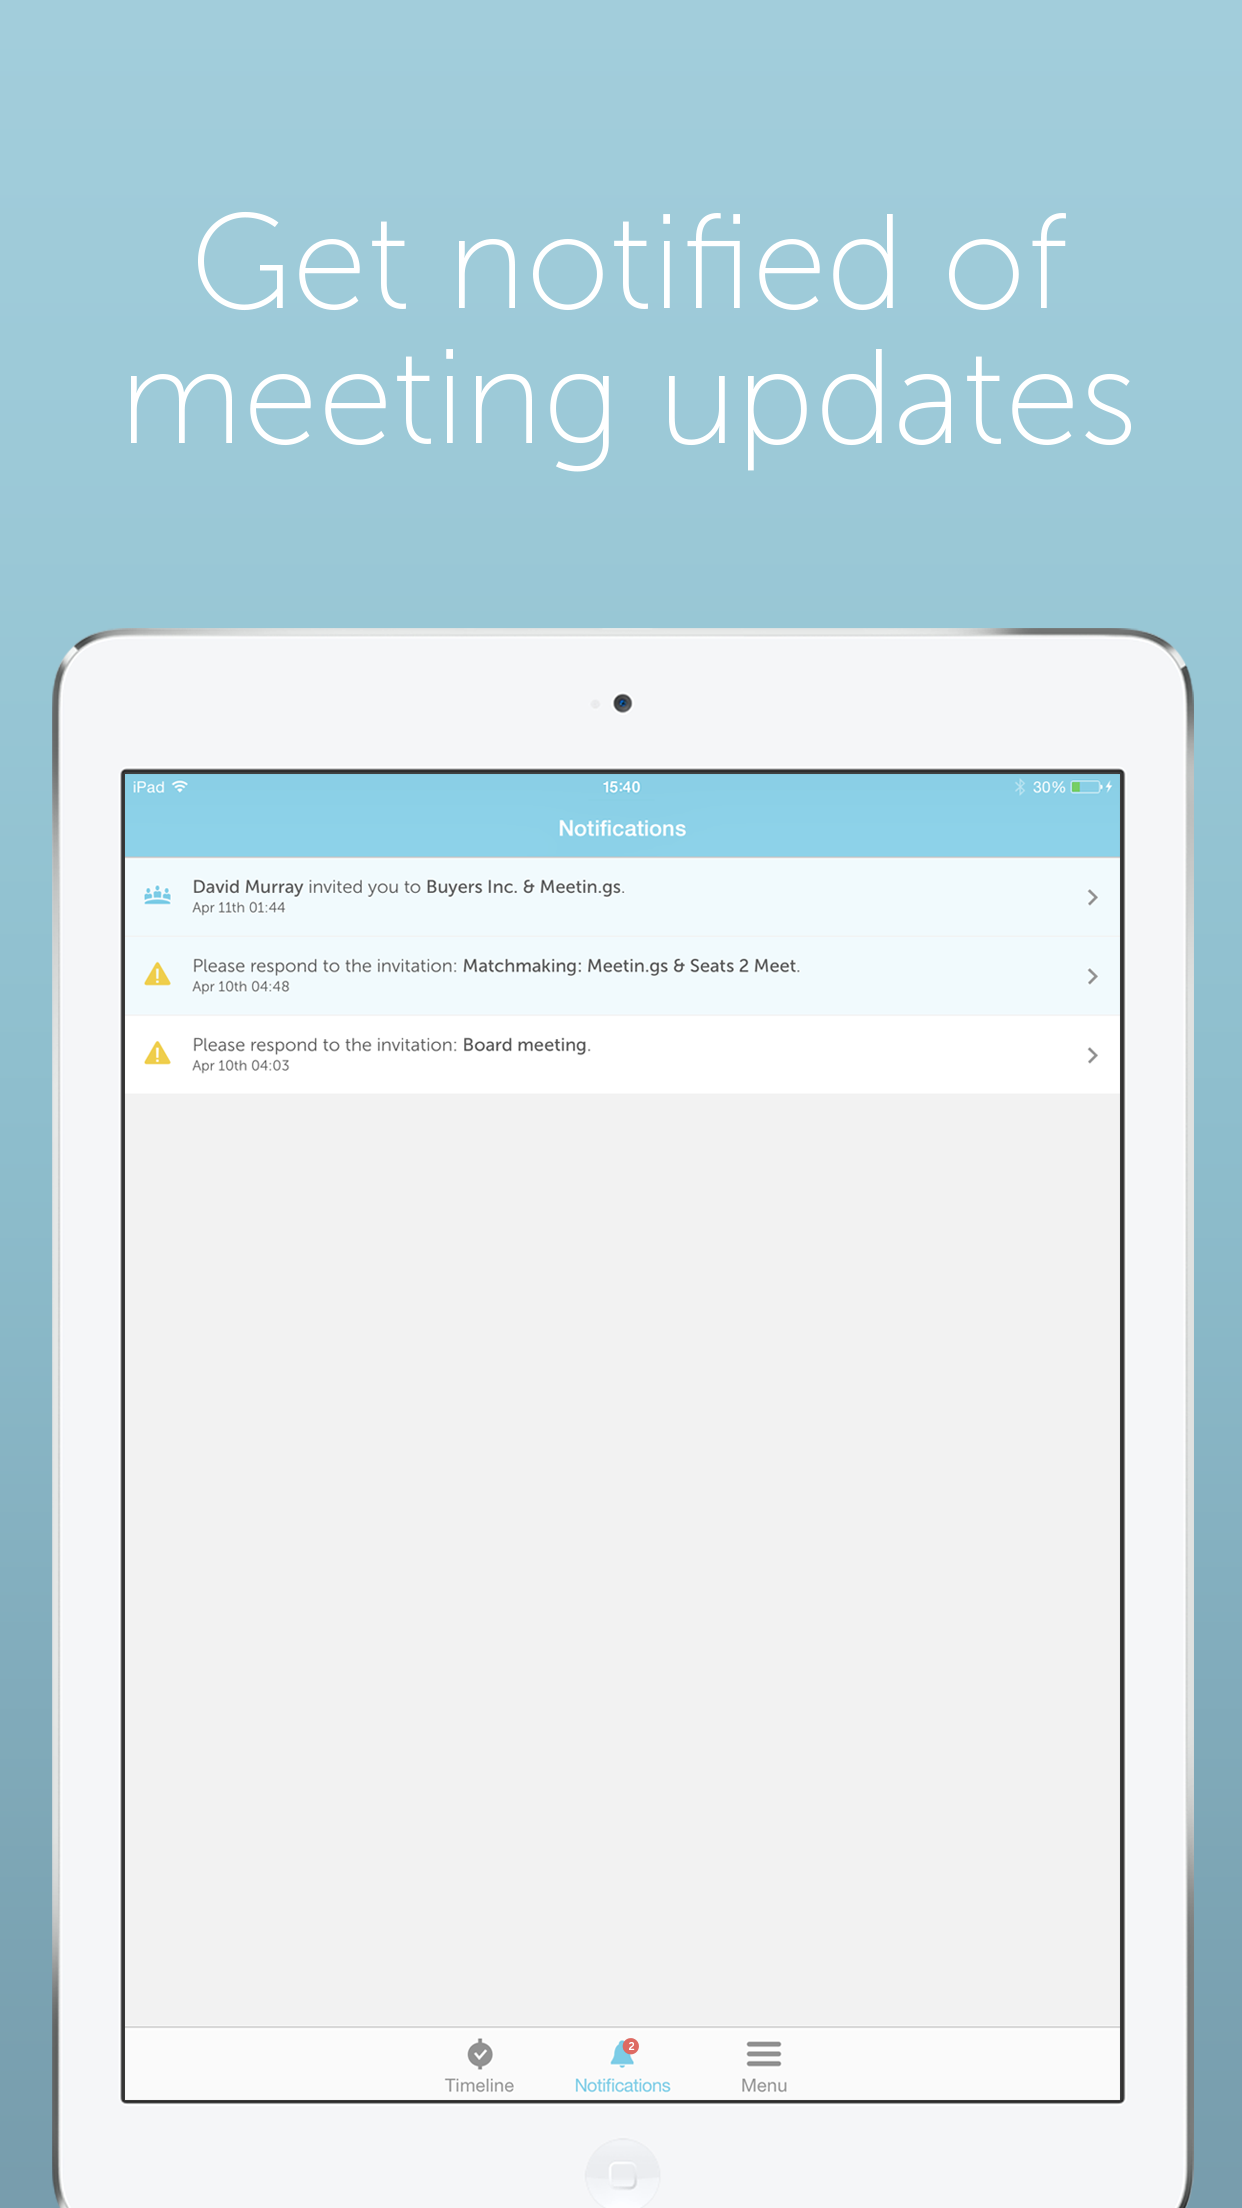 Get notified of
meeting updates
iPad 15:40 30%
Notifications
David Murray invited you to Buyers Inc. & Meetin.gs.
Apr 11th 01:44
Please respond to the invitation: Matchmaking: Meetin.gs & Seats 2 Meet.
Apr 10th 04:48
Please respond to the invitation: Board meeting.
Apr 10th 04:03
2
Timeline Notifications Menu